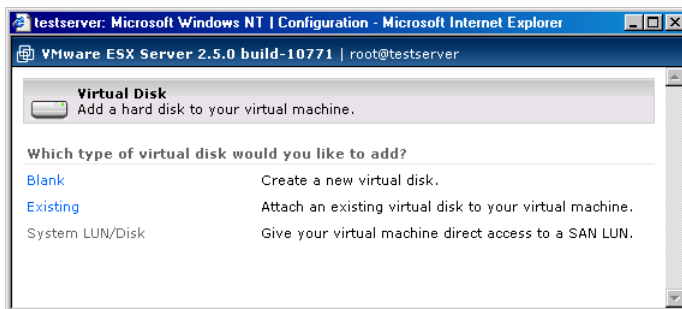 testserver: Microsoft Windows NT | Configuration - Microsoft Internet Explorer
VMware ESX Server 2.5.0 build-10771 | root@testserver
Virtual Disk
Add a hard disk to your virtual machine.
Which type of virtual disk would you like to add?
Blank Create a new virtual disk.
Existing Attach an existing virtual disk to your virtual machine.
System LUN/Disk Give your virtual machine direct access to a SAN LUN.